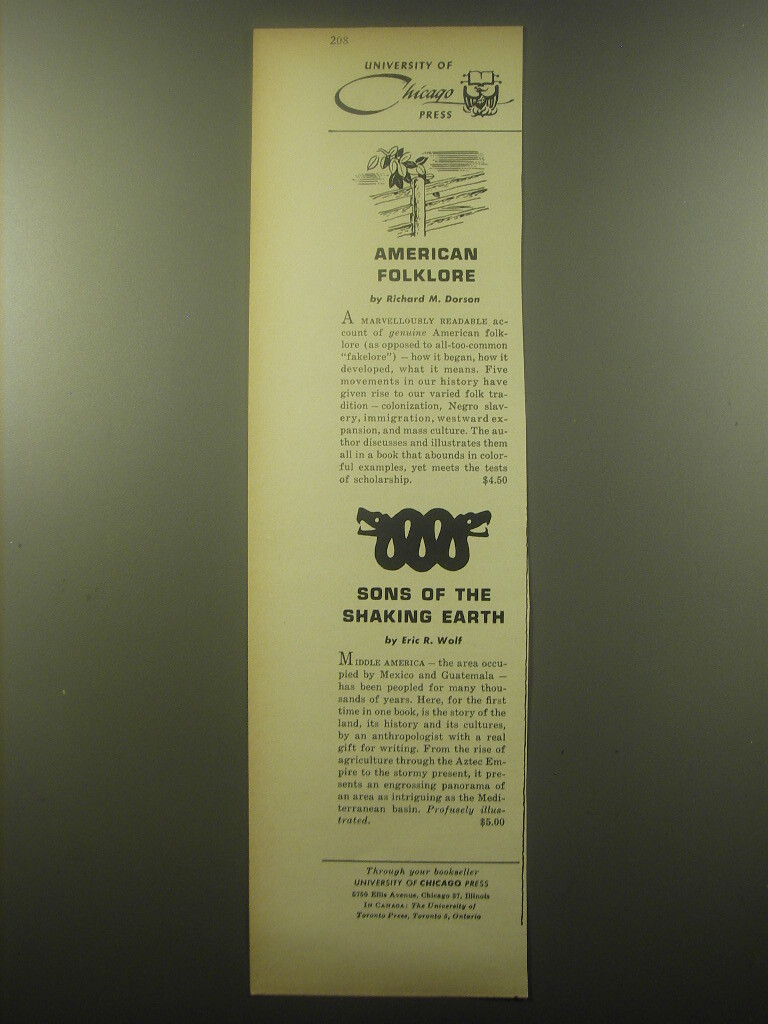 208
UNIVERSITY OF
Chicago
PRESS
AMERICAN
FOLKLORE
by Richard M. Dorson
A MARVELLOUSLY READABLE ac-
count of genuine American folk-
lore (as opposed to all-too-common
“fakelore”) — how it began, how it
developed, what it means. Five
movements in our history have
given rise to our varied folk tra-
dition — colonization, Negro slav-
ery, immigration, westward ex-
pansion, and mass culture. The au-
thor discusses and illustrates them
all in a book that abounds in color-
ful examples, yet meets the tests
of scholarship. $4.50
SONS OF THE
SHAKING EARTH
by Eric R. Wolf
MIDDLE AMERICA — the area occu-
pied by Mexico and Guatemala —
has been peopled for many thou-
sands of years. Here, for the first
time in one book, is the story of the
land, its history and its cultures,
by an anthropologist with a real
gift for writing. From the rise of
agriculture through the Aztec Em-
pire to the stormy present, it pre-
sents an engrossing panorama of
an area as intriguing as the Medi-
terranean basin. Profusely illus-
trated. $5.00
Through your bookseller
UNIVERSITY OF CHICAGO PRESS
5750 Ellis Avenue, Chicago 37, Illinois
IN CANADA: The University of
Toronto Press, Toronto 5, Ontario